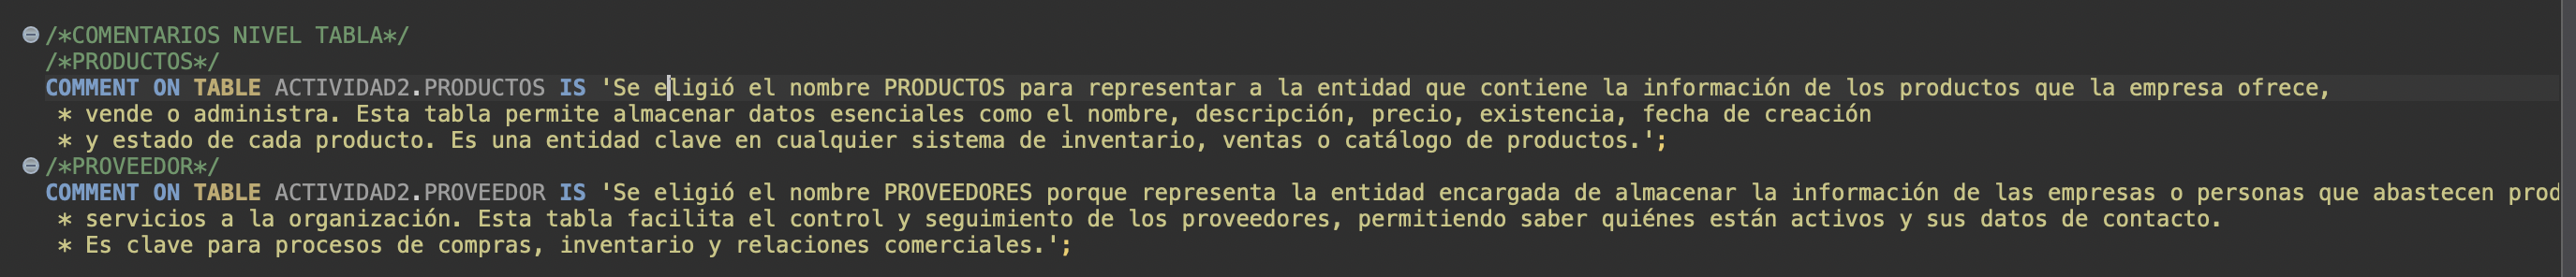 /*COMENTARIOS NIVEL TABLA*/
/*PRODUCTOS*/
COMMENT ON TABLE ACTIVIDAD2.PRODUCTOS IS 'Se eligió el nombre PRODUCTOS para representar a la entidad que contiene la información de los productos que la empresa ofrece,
* vende o administra. Esta tabla permite almacenar datos esenciales como el nombre, descripción, precio, existencia, fecha de creación
* y estado de cada producto. Es una entidad clave en cualquier sistema de inventario, ventas o catálogo de productos.';
/*PROVEEDOR*/
COMMENT ON TABLE ACTIVIDAD2.PROVEEDOR IS 'Se eligió el nombre PROVEEDORES porque representa la entidad encargada de almacenar la información de las empresas o personas que abastecen prod
* servicios a la organización. Esta tabla facilita el control y seguimiento de los proveedores, permitiendo saber quiénes están activos y sus datos de contacto.
* Es clave para procesos de compras, inventario y relaciones comerciales.';